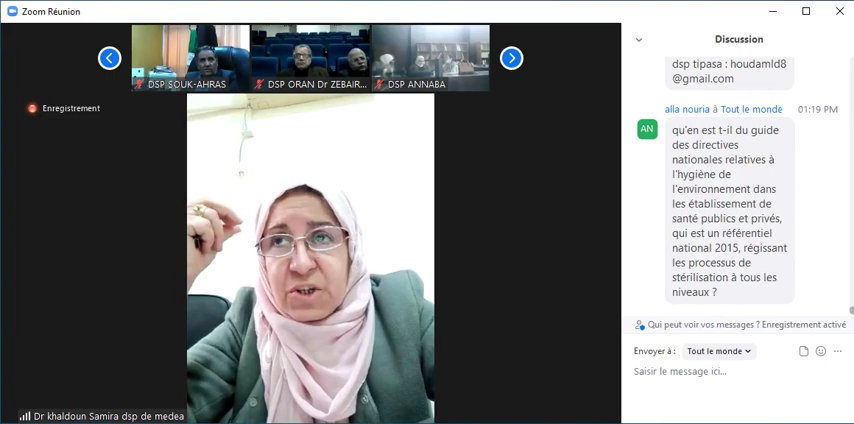 Zoom Réunion
DSP SOUK-AHRAS
DSP ORAN Dr ZEBAIR...
DSP ANNABA
Enregistrement
Dr khaldoun Samira dsp de medea
Discussion
dsp tipasa : houdamld8
@gmail.com
alla nouria à Tout le monde 01:19 PM
AN
qu'en est t-il du guide
des directives
nationales relatives à
l'hygiène de
l'environnement dans
les établissement de
santé publics et privés,
qui est un référentiel
national 2015, régissant
les processus de
stérilisation à tous les
niveaux ?
Qui peut voir vos messages ? Enregistrement activé
Envoyer à : Tout le monde
Saisir le message ici...